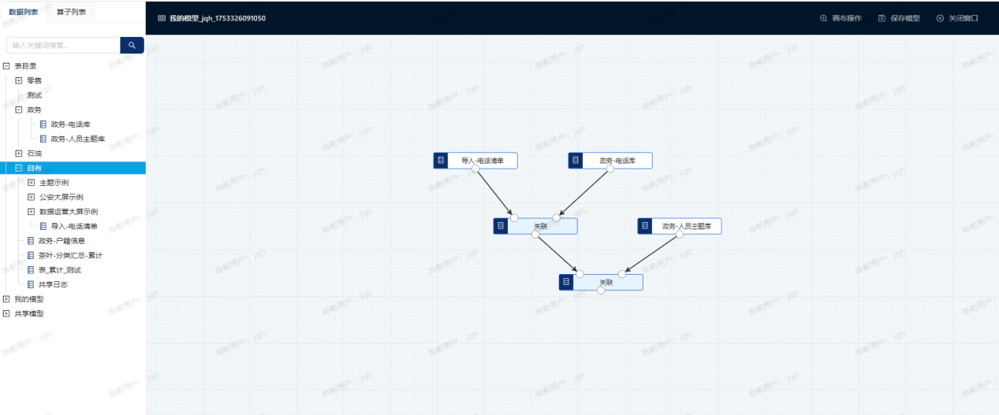 数据列表 算子列表
我的模型_jqh_1753326091050
画布操作 保存模型 关闭窗口
输入关键词搜索...
表目录
零售
测试
政务
政务-电话库
政务-人员主题库
石油
自有
主题示例
公安大屏示例
数据运营大屏示例
导入-电话清单
政务-户籍信息
茶叶-分类汇总-累计
表_累计_测试
共享日志
我的模型
共享模型
导入-电话清单 政务-电话库
关联 政务-人员主题库
关联
当前用户：jqh